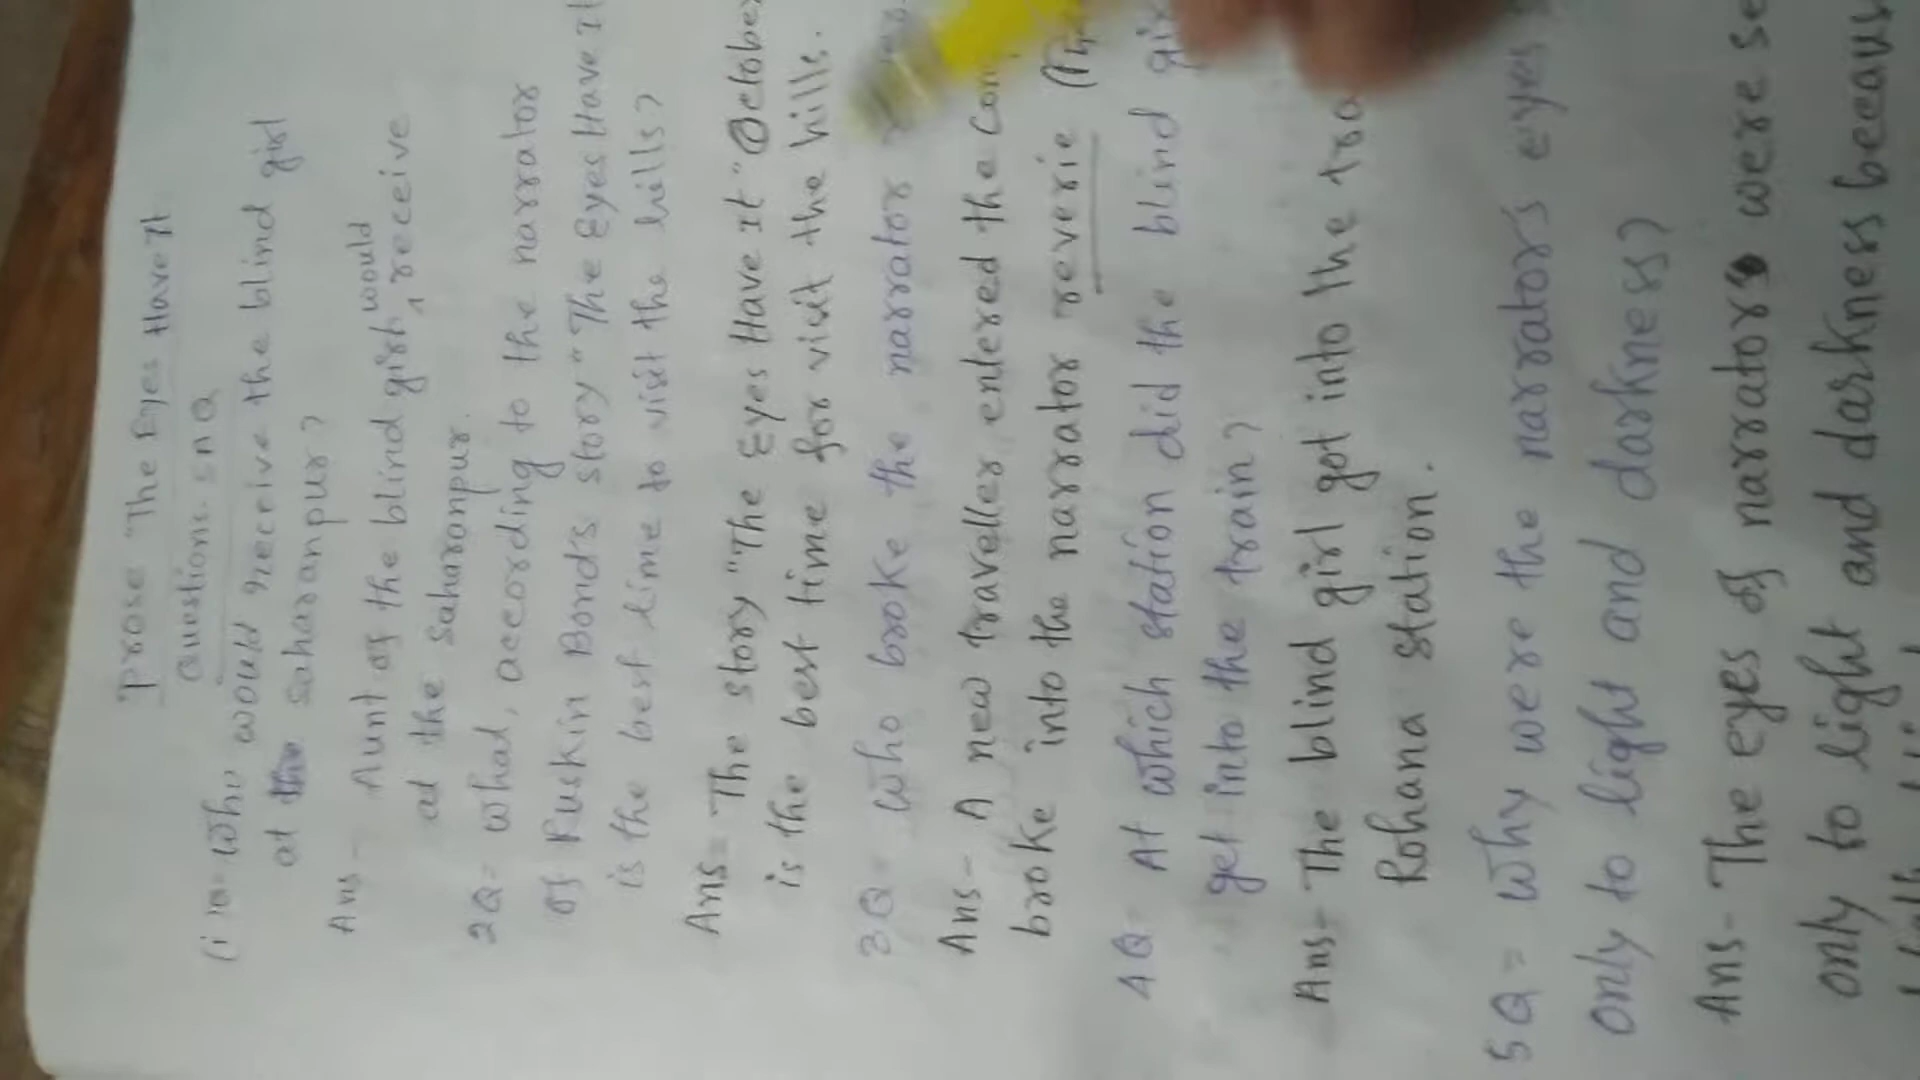 Prose "The Eyes Have It
Questions. SAQ
(i) Q= Who would receive the blind girl
at the Saharanpur?
Ans- Aunt of the blind girl would receive
at the Saharanpur.
2Q= What, according to the narrator
of Ruskin Bond's story "The Eyes Have It
is the best time to visit the hills?
Ans= The story "The Eyes Have It" October
is the best time for visit the hills.
3Q= Who broke the narrator
Ans- A new traveller entered the com
broke into the narrator reverie
4Q- At which station did the blind gir
get into the train?
Ans- The blind girl got into the tra
Rohana station.
5Q= Why were the narrator's eyes
only to light and darkness?
Ans- The eyes of narrators were se
only to light and darkness because